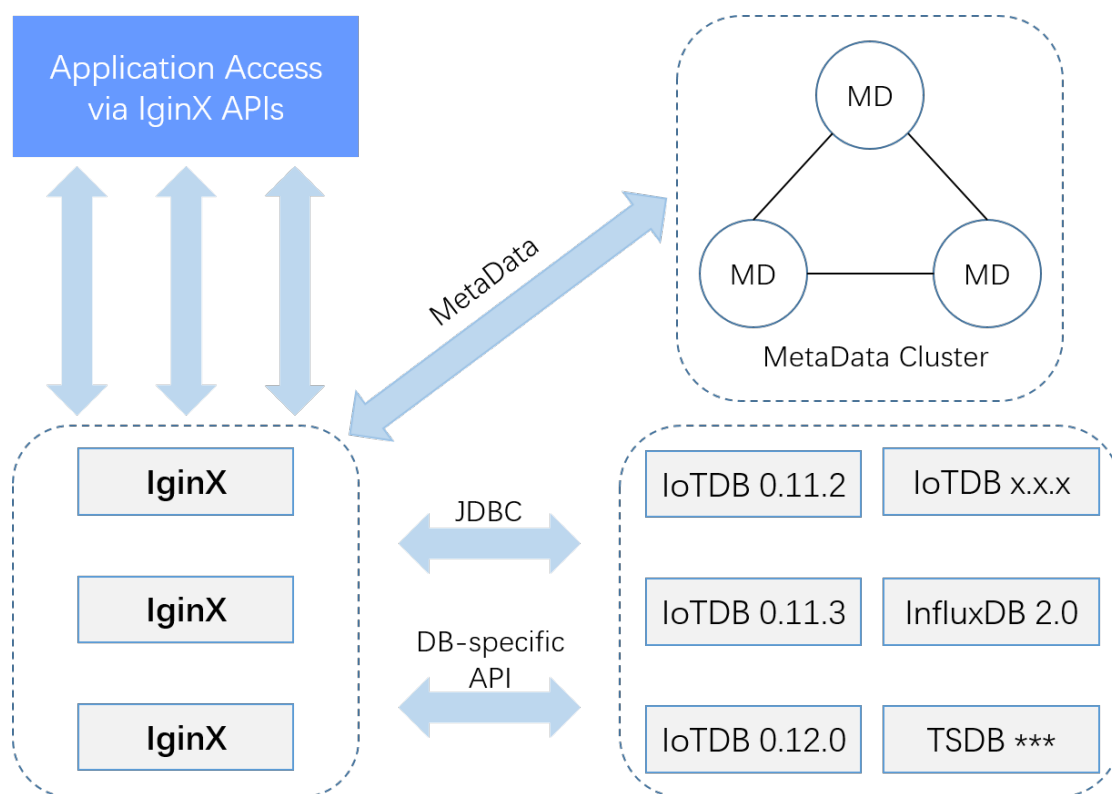 Application Access
via IginX APIs
MD
MD
MD
MetaData Cluster
MetaData
IginX
IginX
IginX
JDBC
DB-specific
API
IoTDB 0.11.2
IoTDB x.x.x
IoTDB 0.11.3
InfluxDB 2.0
IoTDB 0.12.0
TSDB ***